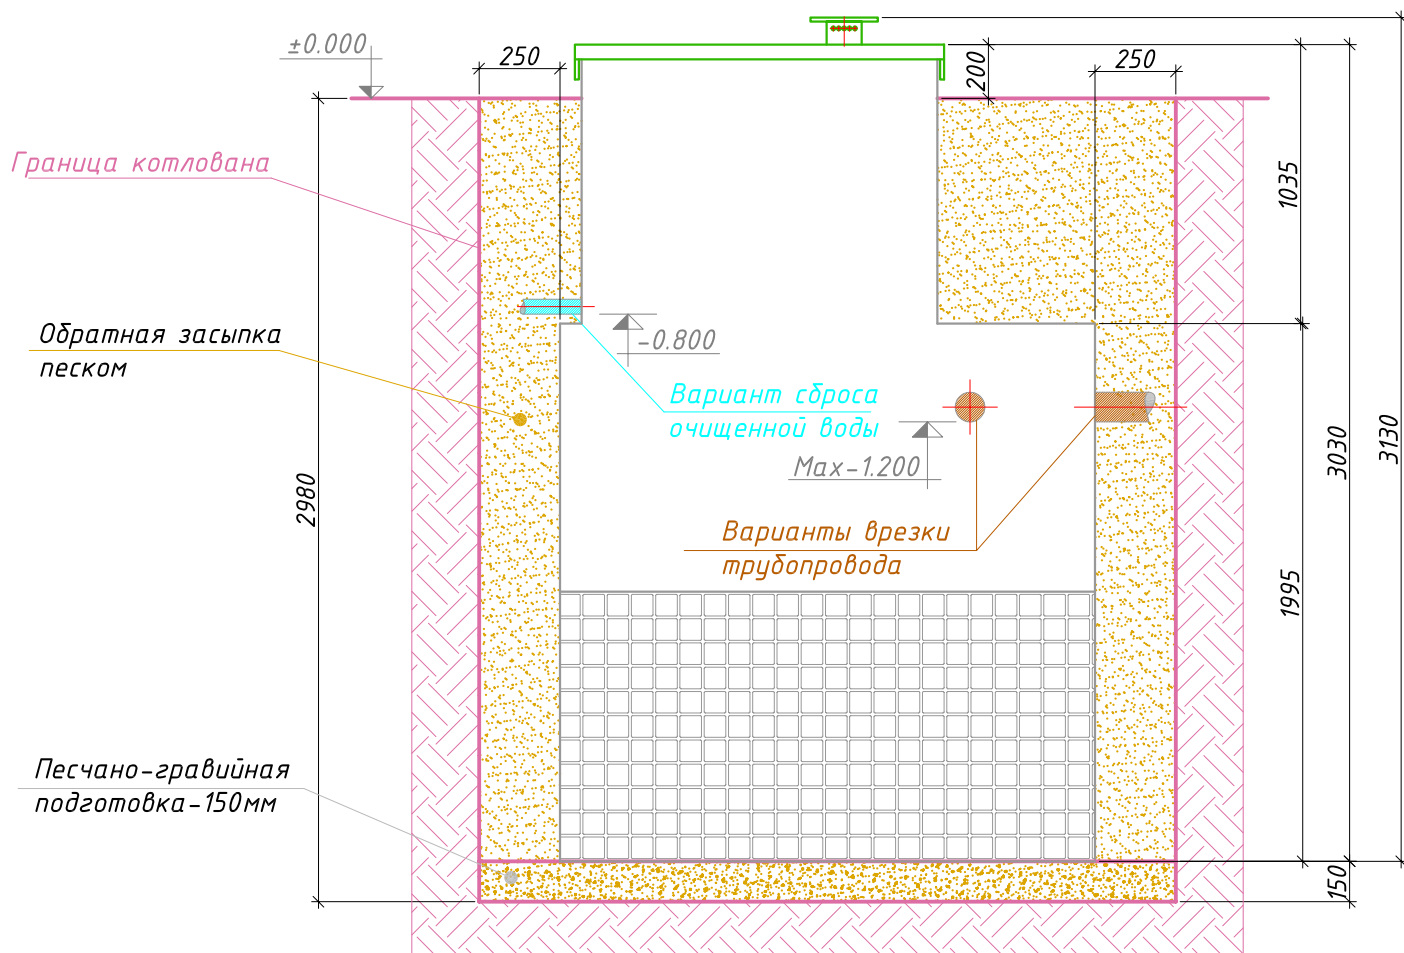 ±0.000
250
200
250
Граница котлована
1035
Обратная засыпка
песком
-0.800
Вариант сброса
очищенной воды
Max-1.200
3030
3130
2980
Варианты врезки
трубопровода
1995
Песчано-гравийная
подготовка-150мм
150